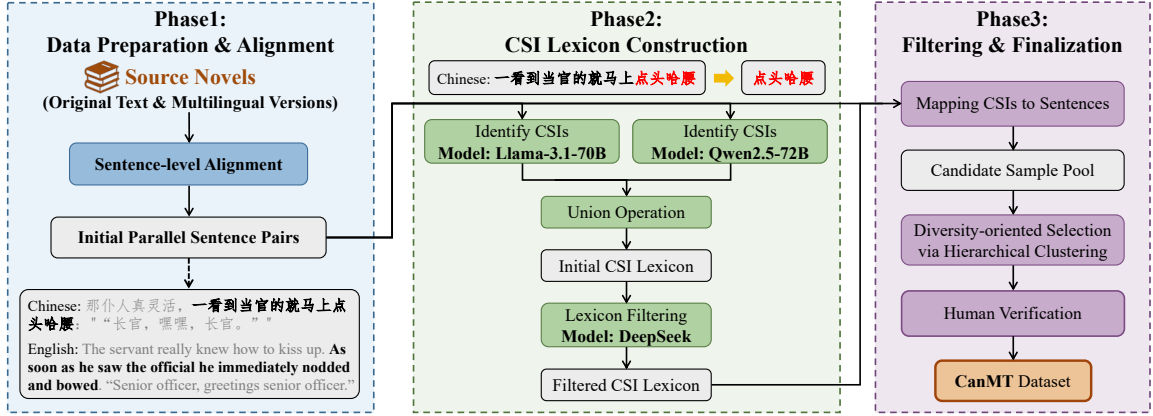 Phase1:
Data Preparation & Alignment
Source Novels
(Original Text & Multilingual Versions)
Sentence-level Alignment
Initial Parallel Sentence Pairs
Chinese: 那仆人真灵活，一看到当官的就马上点
头哈腰："“长官，嘿嘿，长官。”"
English: The servant really knew how to kiss up. As
soon as he saw the official he immediately nodded
and bowed. “Senior officer, greetings senior officer.”
Phase2:
CSI Lexicon Construction
Chinese: 一看到当官的就马上点头哈腰
点头哈腰
Identify CSIs
Model: Llama-3.1-70B
Identify CSIs
Model: Qwen2.5-72B
Union Operation
Initial CSI Lexicon
Lexicon Filtering
Model: DeepSeek
Filtered CSI Lexicon
Phase3:
Filtering & Finalization
Mapping CSIs to Sentences
Candidate Sample Pool
Diversity-oriented Selection
via Hierarchical Clustering
Human Verification
CanMT Dataset